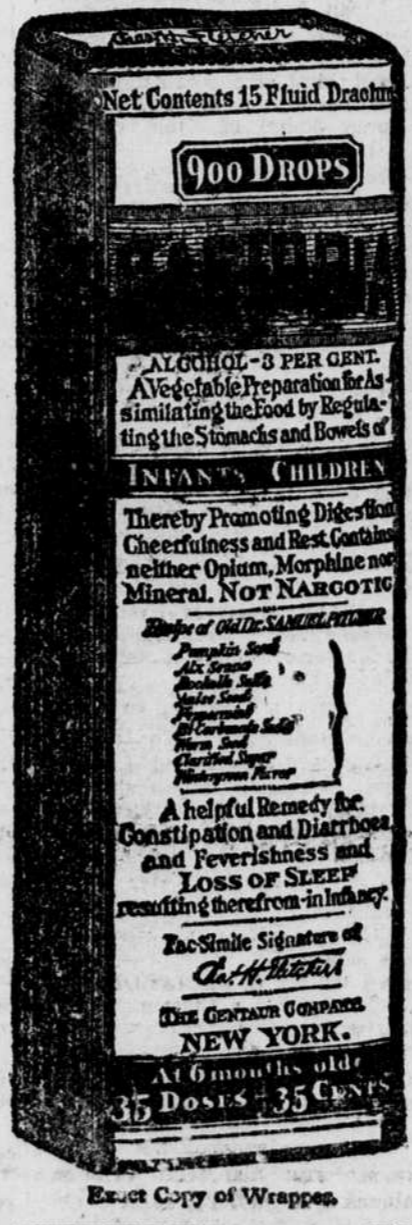 Chas H. Fletcher
Net Contents 15 Fluid Drachms
900 DROPS
CASTORIA
ALCOHOL-3 PER CENT.
A Vegetable Preparation for As-
similating the Food by Regula-
ting the Stomachs and Bowels of
INFANTS CHILDREN
Thereby Promoting Digestion
Cheerfulness and Rest. Contains
neither Opium, Morphine nor
Mineral. NOT NARCOTIC
Recipe of Old Dr. SAMUEL PITCHER
Pumpkin Seed
Alx Senna
Rochelle Salts
Anise Seed
Peppermint
Bi Carbonate Soda
Worm Seed
Clarified Sugar
Wintergreen Flavor
A helpful Remedy for
Constipation and Diarrhoea
and Feverishness and
LOSS OF SLEEP
resulting therefrom-in Infancy.
Fac-Simile Signature of
Chas. H. Fletcher
THE CENTAUR COMPANY.
NEW YORK.
At 6 months old
35 DOSES - 35 CENTS
Exact Copy of Wrapper.